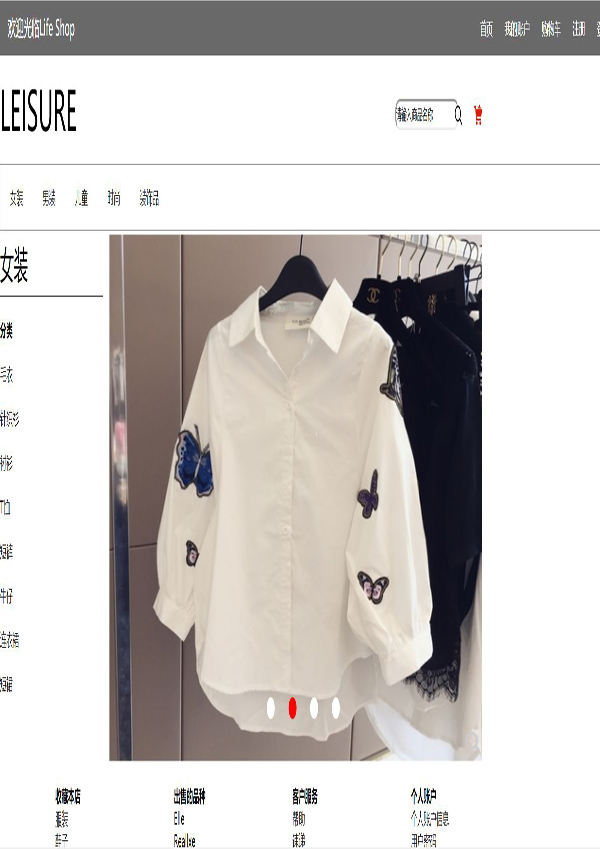 欢迎光临Life Shop
首页 我的账户 购物车 注册
LEISURE
请输入商品名称
女装 男装 儿童 时尚 装饰品
女装
分类
毛衣
针织衫
衬衫
T恤
短裤
牛仔
连衣裙
短裙
收藏本店 出售的品种 客户服务 个人账户
服装 Elle 帮助 个人账户信息
鞋子 Reallxe 速递 用户密码